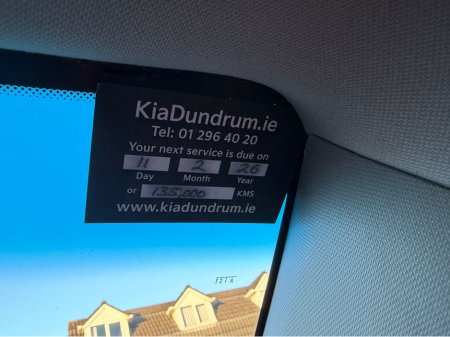 KiaDundrum.ie
Tel: 01 296 40 20
Your next service is due on
11 2 26
Day Month Year
or 135,000 KMS
www.kiadundrum.ie